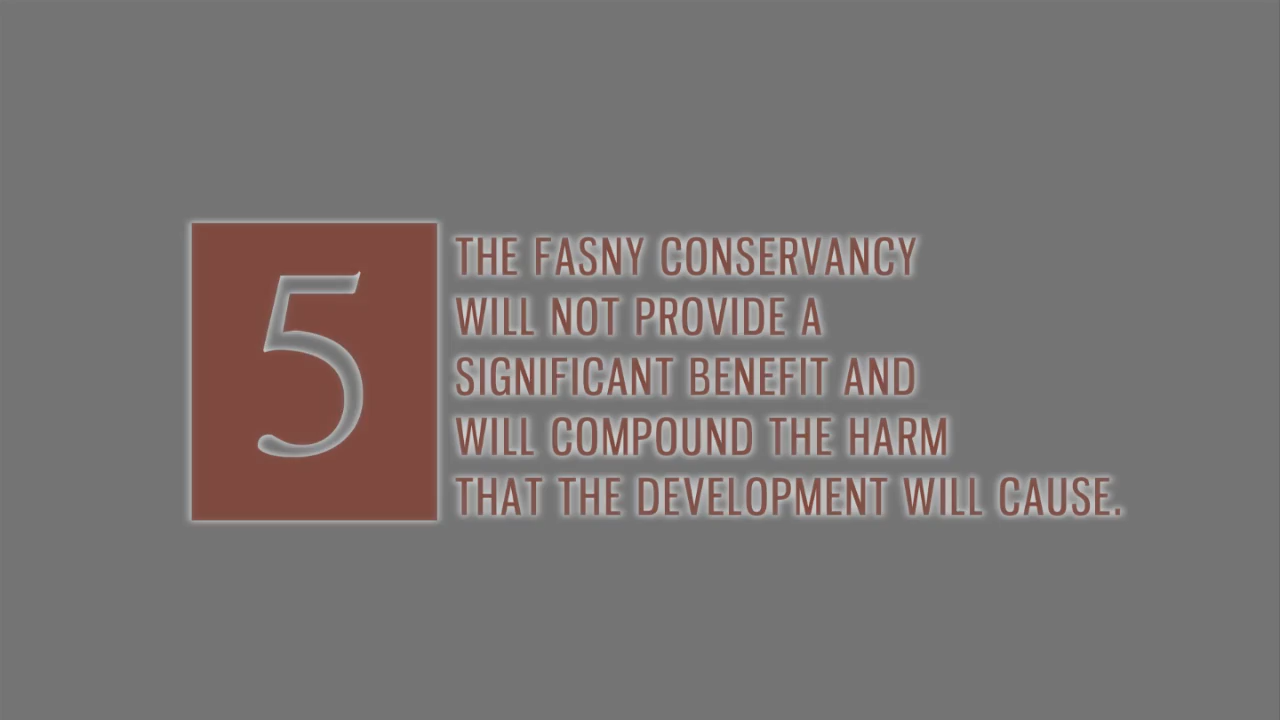 5
THE FASNY CONSERVANCY
WILL NOT PROVIDE A
SIGNIFICANT BENEFIT AND
WILL COMPOUND THE HARM
THAT THE DEVELOPMENT WILL CAUSE.